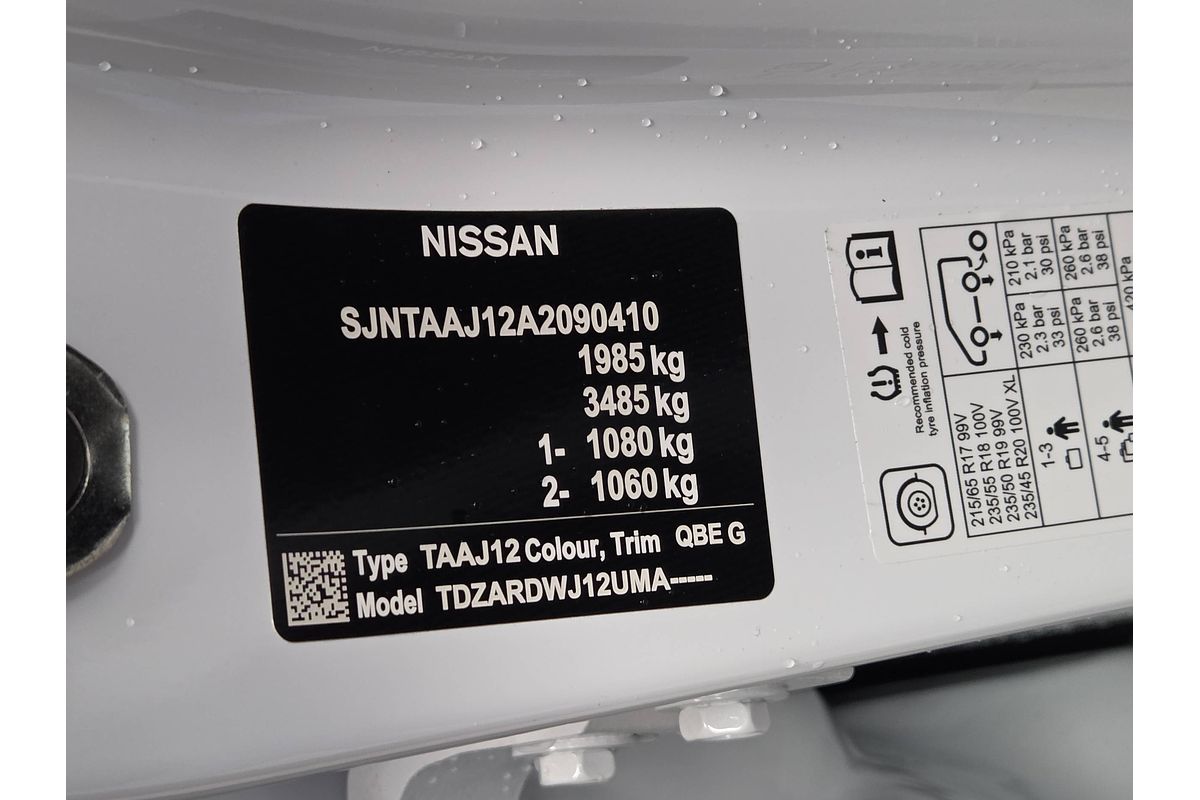 NISSAN
SJNTAAJ12A2090410
1985 kg
3485 kg
1- 1080 kg
2- 1060 kg
Type TAAJ12 Colour, Trim QBE G
Model TDZARDWJ12UMA-----
NISSAN
Recommended cold
tyre inflation pressure
215/65 R17 99V
235/55 R18 100V
235/50 R19 99V
235/45 R20 100V XL
1-3
230 kPa
2.3 bar
33 psi
210 kPa
2.1 bar
30 psi
4-5
260 kPa
2.6 bar
38 psi
260 kPa
2.6 bar
38 psi
420 kPa